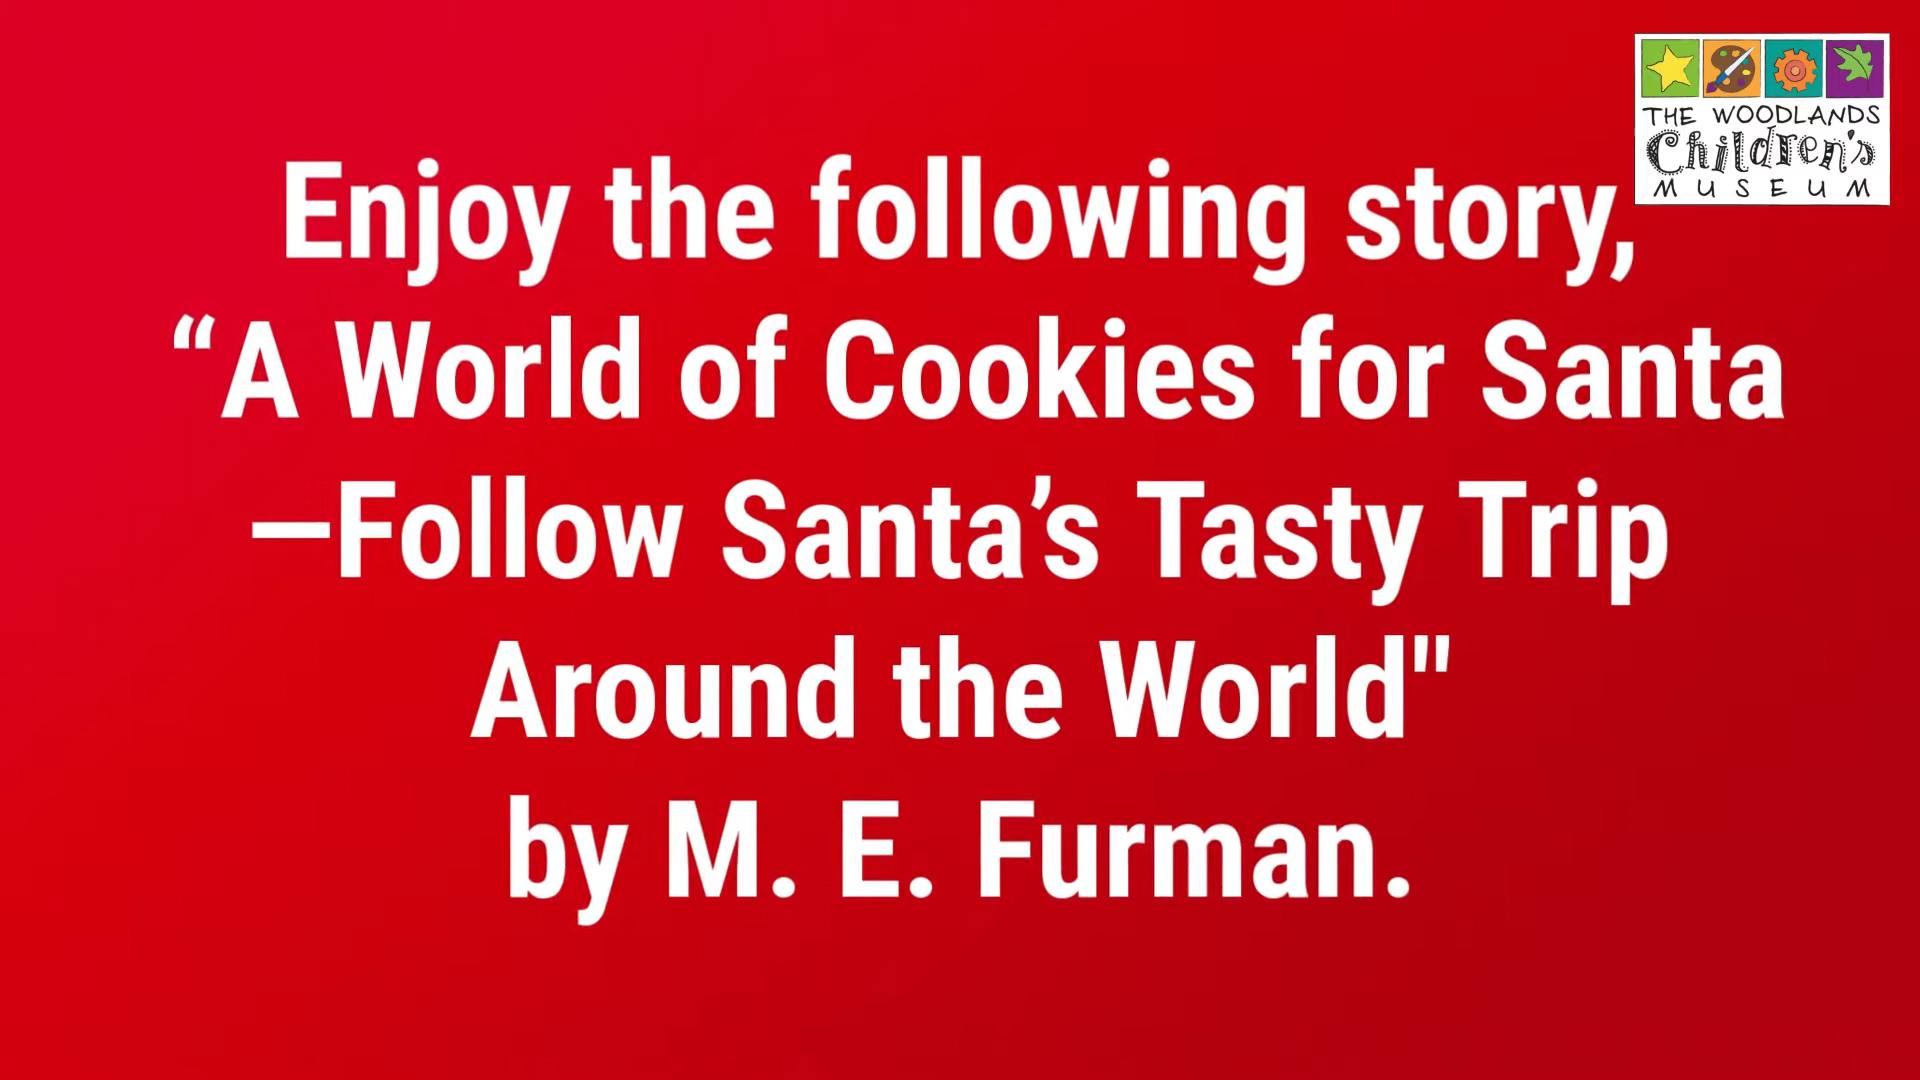 THE WOODLANDS
Children's
MUSEUM
Enjoy the following story,
“A World of Cookies for Santa
—Follow Santa’s Tasty Trip
Around the World"
by M. E. Furman.